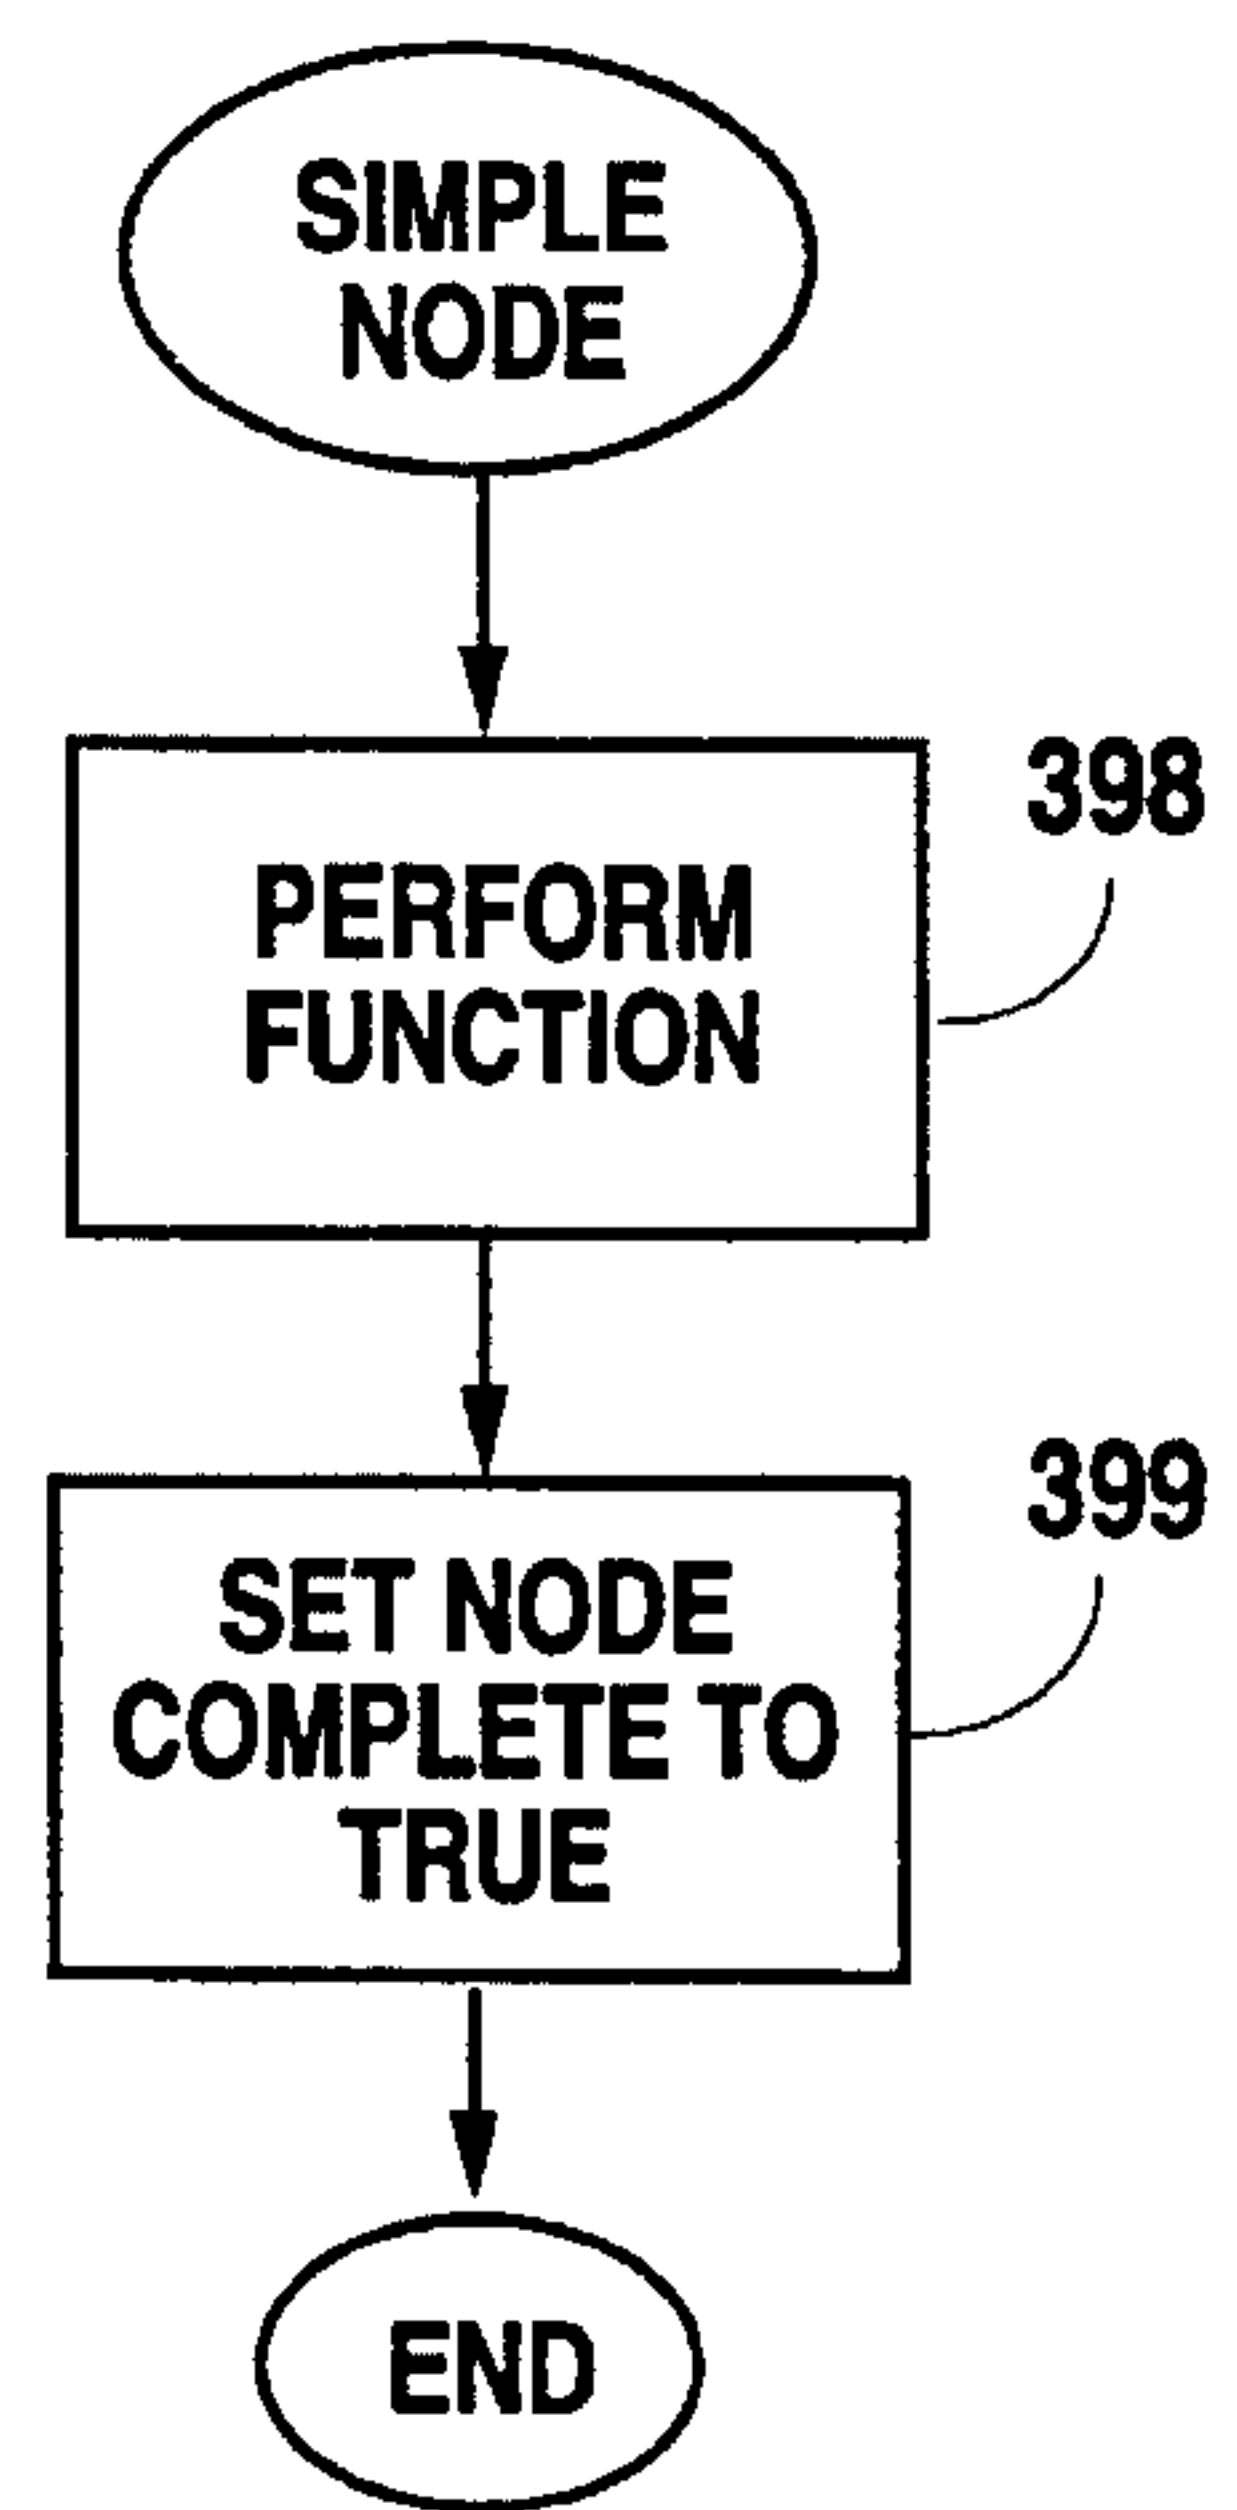 SIMPLE
NODE
398
PERFORM
FUNCTION
399
SET NODE
COMPLETE TO
TRUE
END